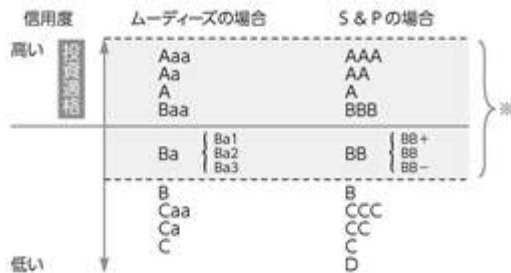 信用度 ムーディーズの場合 S & Pの場合
高い
投資適格
Aaa AAA
Aa AA
A A
Baa BBB
※
Ba Ba1 BB BB+
Ba2 BB
Ba3 BB−
B B
Caa CCC
Ca CC
C C
低い D